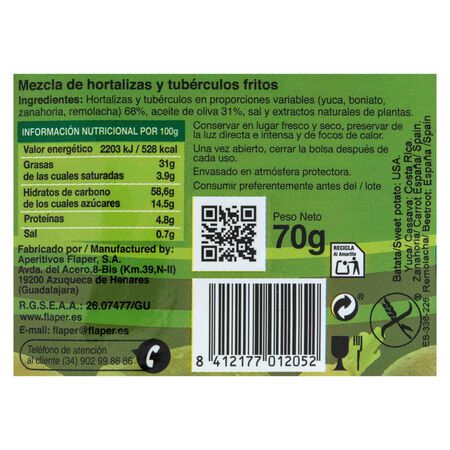 Mezcla de hortalizas y tubérculos fritos
Ingredientes: Hortalizas y tubérculos en proporciones variables (yuca, boniato,
zanahoria, remolacha) 68%, aceite de oliva 31%, sal y extractos naturales de plantas.
INFORMACIÓN NUTRICIONAL POR 100g
Valor energético 2203 kJ / 528 kcal
Grasas 31g
de las cuales saturadas 3.9g
Hidratos de carbono 58,6g
de los cuales azúcares 14.5g
Proteínas 4.8g
Sal 0.7g
Conservar en lugar fresco y seco, preservar de
la luz directa e intensa y de focos de calor.
Una vez abierto, cerrar la bolsa después de
cada uso.
Envasado en atmósfera protectora.
Consumir preferentemente antes del / lote
Fabricado por / Manufactured by:
Aperitivos Flaper, S.A.
Avda. del Acero,8-Bis (Km.39,N-II)
19200 Azuqueca de Henares
(Guadalajara)
R.G.S.E.A.A.: 26.07477/GU
www.flaper.es
E-mail: flaper@flaper.es
Teléfono de atención
al cliente (34) 902 99 86 86
Peso Neto
70g
RECICLA
Al Amarillo
8 412177 012052
Batata/Sweet potato: USA.
Yuca/Cassava: Costa Rica.
Zanahoria/Carrot España/Spain.
Remolacha/Beetroot: España/Spain
ES-336-226